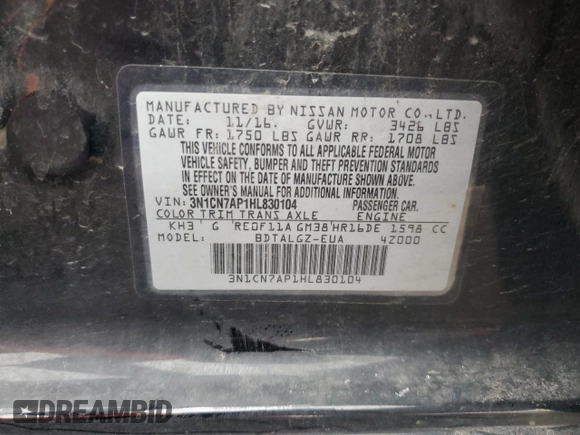 MANUFACTURED BY NISSAN MOTOR CO., LTD.
DATE: 11/16. GVWR: 3426 LBS
GAWR FR: 1750 LBS GAWR RR: 1708 LBS
THIS VEHICLE CONFORMS TO ALL APPLICABLE FEDERAL MOTOR
VEHICLE SAFETY, BUMPER AND THEFT PREVENTION STANDARDS
IN EFFECT ON THE DATE OF MANUFACTURE SHOWN ABOVE.
SEE OWNER'S MANUAL FOR ADDITIONAL INFORMATION.
VIN: 3N1CN7AP1HL830104 PASSENGER CAR.
COLOR TRIM TRANS AXLE ENGINE
KH3 G RE0F11A GM38 HR16DE 1598 CC
MODEL: BDTALGZ-EUA 42000
3N1CN7AP1HL830104
DREAMBID